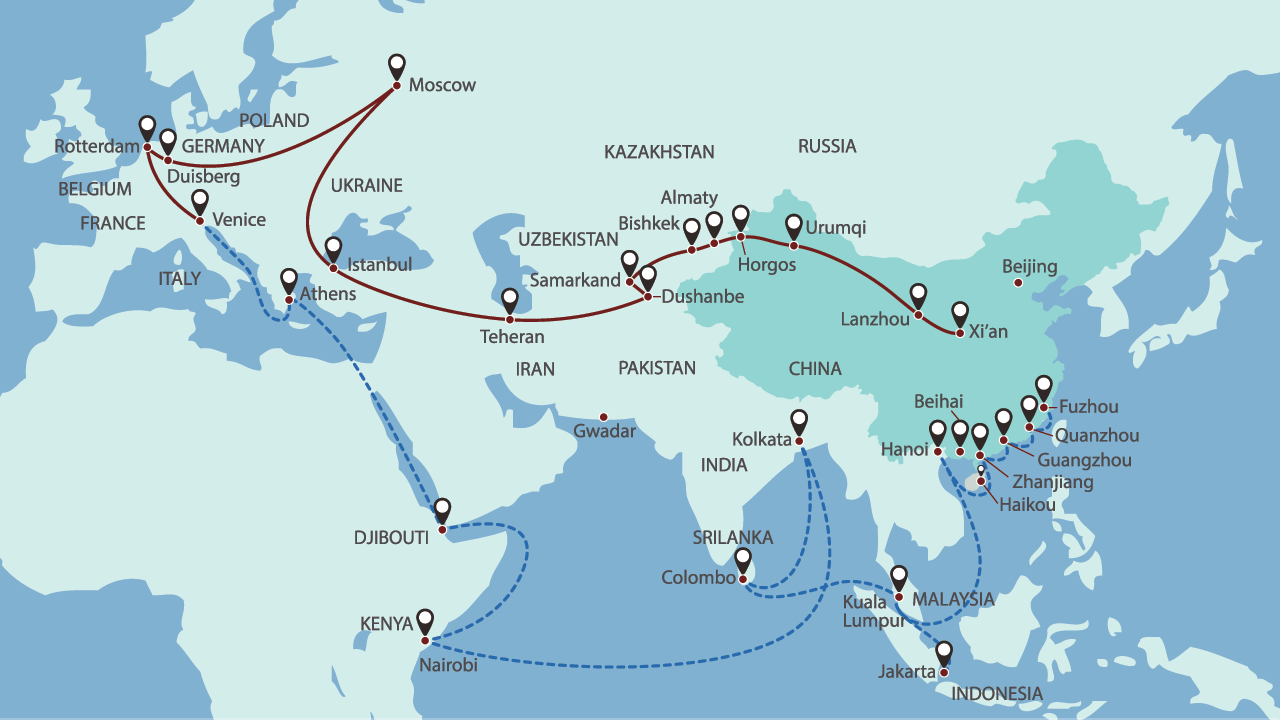 Moscow
POLAND
Rotterdam
GERMANY
KAZAKHSTAN
RUSSIA
Duisberg
BELGIUM
UKRAINE
Almaty
FRANCE
Venice
Bishkek
Urumqi
UZBEKISTAN
Istanbul
Horgos
Beijing
ITALY
Samarkand
Athens
Dushanbe
Lanzhou
Xi'an
Teheran
IRAN
PAKISTAN
CHINA
Beihai
Fuzhou
Gwadar
Kolkata
Quanzhou
Hanoi
Guangzhou
INDIA
Zhanjiang
Haikou
DJIBOUTI
SRILANKA
Colombo
Kuala
Lumpur
MALAYSIA
KENYA
Nairobi
Jakarta
INDONESIA